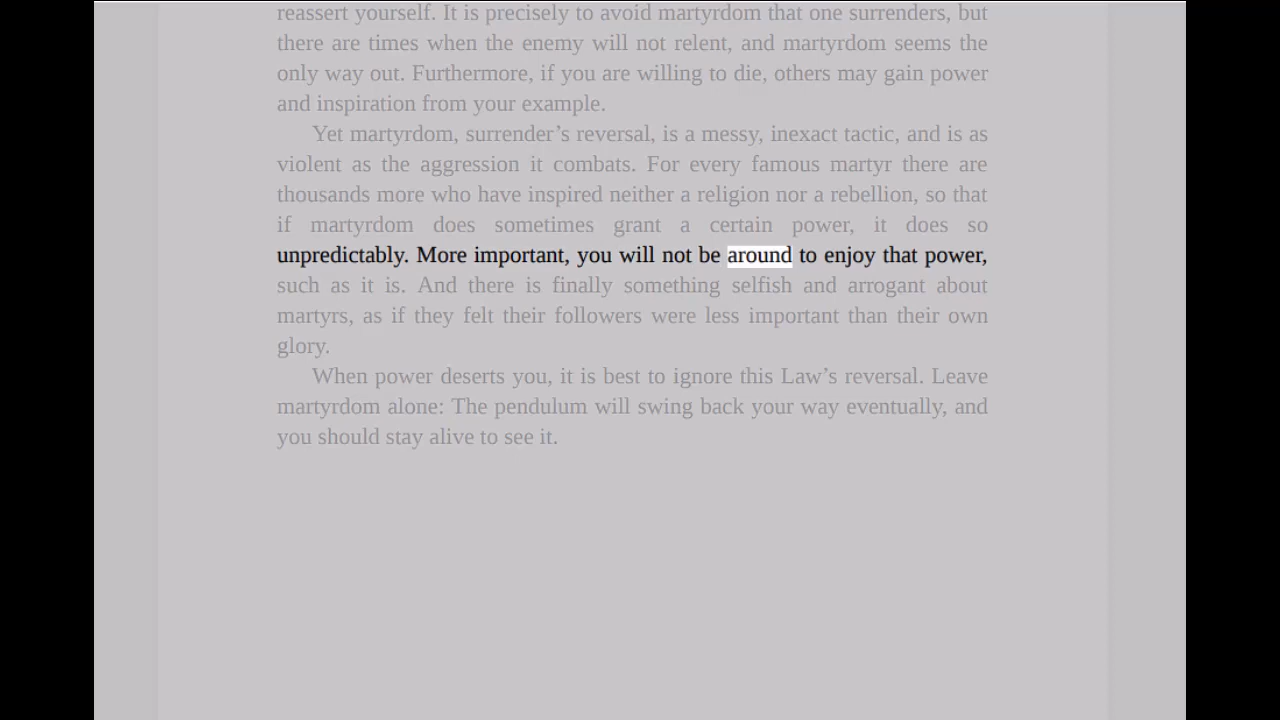 reassert yourself. It is precisely to avoid martyrdom that one surrenders, but
there are times when the enemy will not relent, and martyrdom seems the
only way out. Furthermore, if you are willing to die, others may gain power
and inspiration from your example.
Yet martyrdom, surrender’s reversal, is a messy, inexact tactic, and is as
violent as the aggression it combats. For every famous martyr there are
thousands more who have inspired neither a religion nor a rebellion, so that
if martyrdom does sometimes grant a certain power, it does so
unpredictably. More important, you will not be around to enjoy that power,
such as it is. And there is finally something selfish and arrogant about
martyrs, as if they felt their followers were less important than their own
glory.
When power deserts you, it is best to ignore this Law’s reversal. Leave
martyrdom alone: The pendulum will swing back your way eventually, and
you should stay alive to see it.